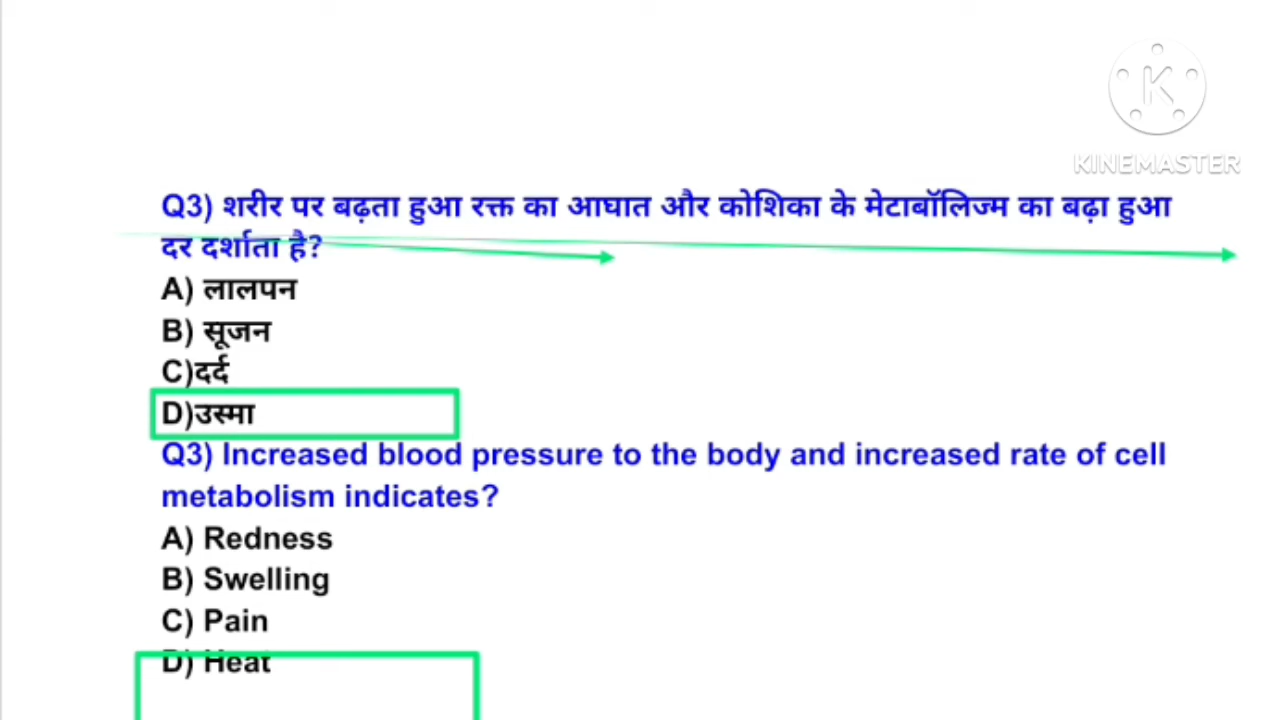 K
KINEMASTER
Q3) शरीर पर बढ़ता हुआ रक्त का आघात और कोशिका के मेटाबॉलिज्म का बढ़ा हुआ
दर दर्शाता है?
A) लालपन
B) सूजन
C)दर्द
D)उस्मा
Q3) Increased blood pressure to the body and increased rate of cell
metabolism indicates?
A) Redness
B) Swelling
C) Pain
D) Heat